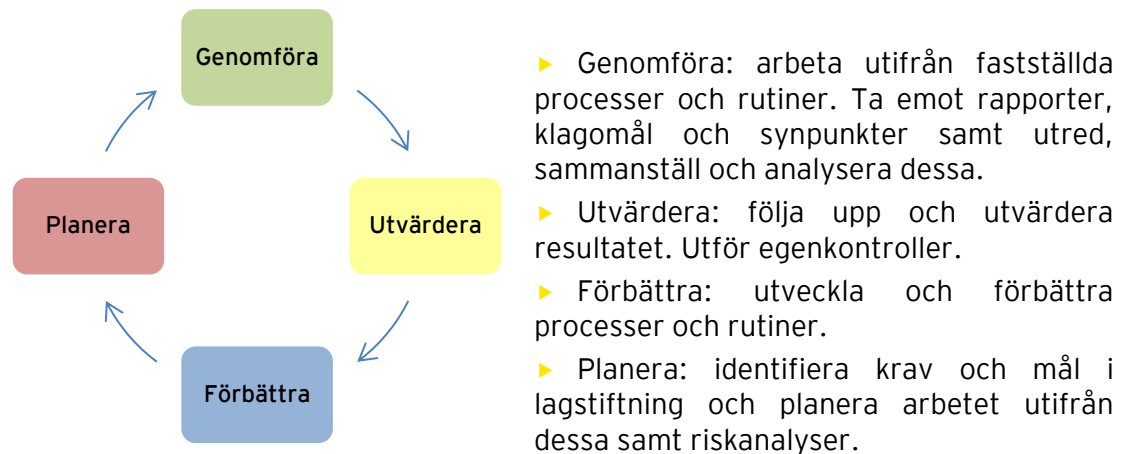 Genomföra
Planera
Utvärdera
Förbättra
▶ Genomföra: arbeta utifrån fastställda
processer och rutiner. Ta emot rapporter,
klagomål och synpunkter samt utred,
sammanställ och analysera dessa.
▶ Utvärdera: följa upp och utvärdera
resultatet. Utför egenkontroller.
▶ Förbättra: utveckla och förbättra
processer och rutiner.
▶ Planera: identifiera krav och mål i
lagstiftning och planera arbetet utifrån
dessa samt riskanalyser.